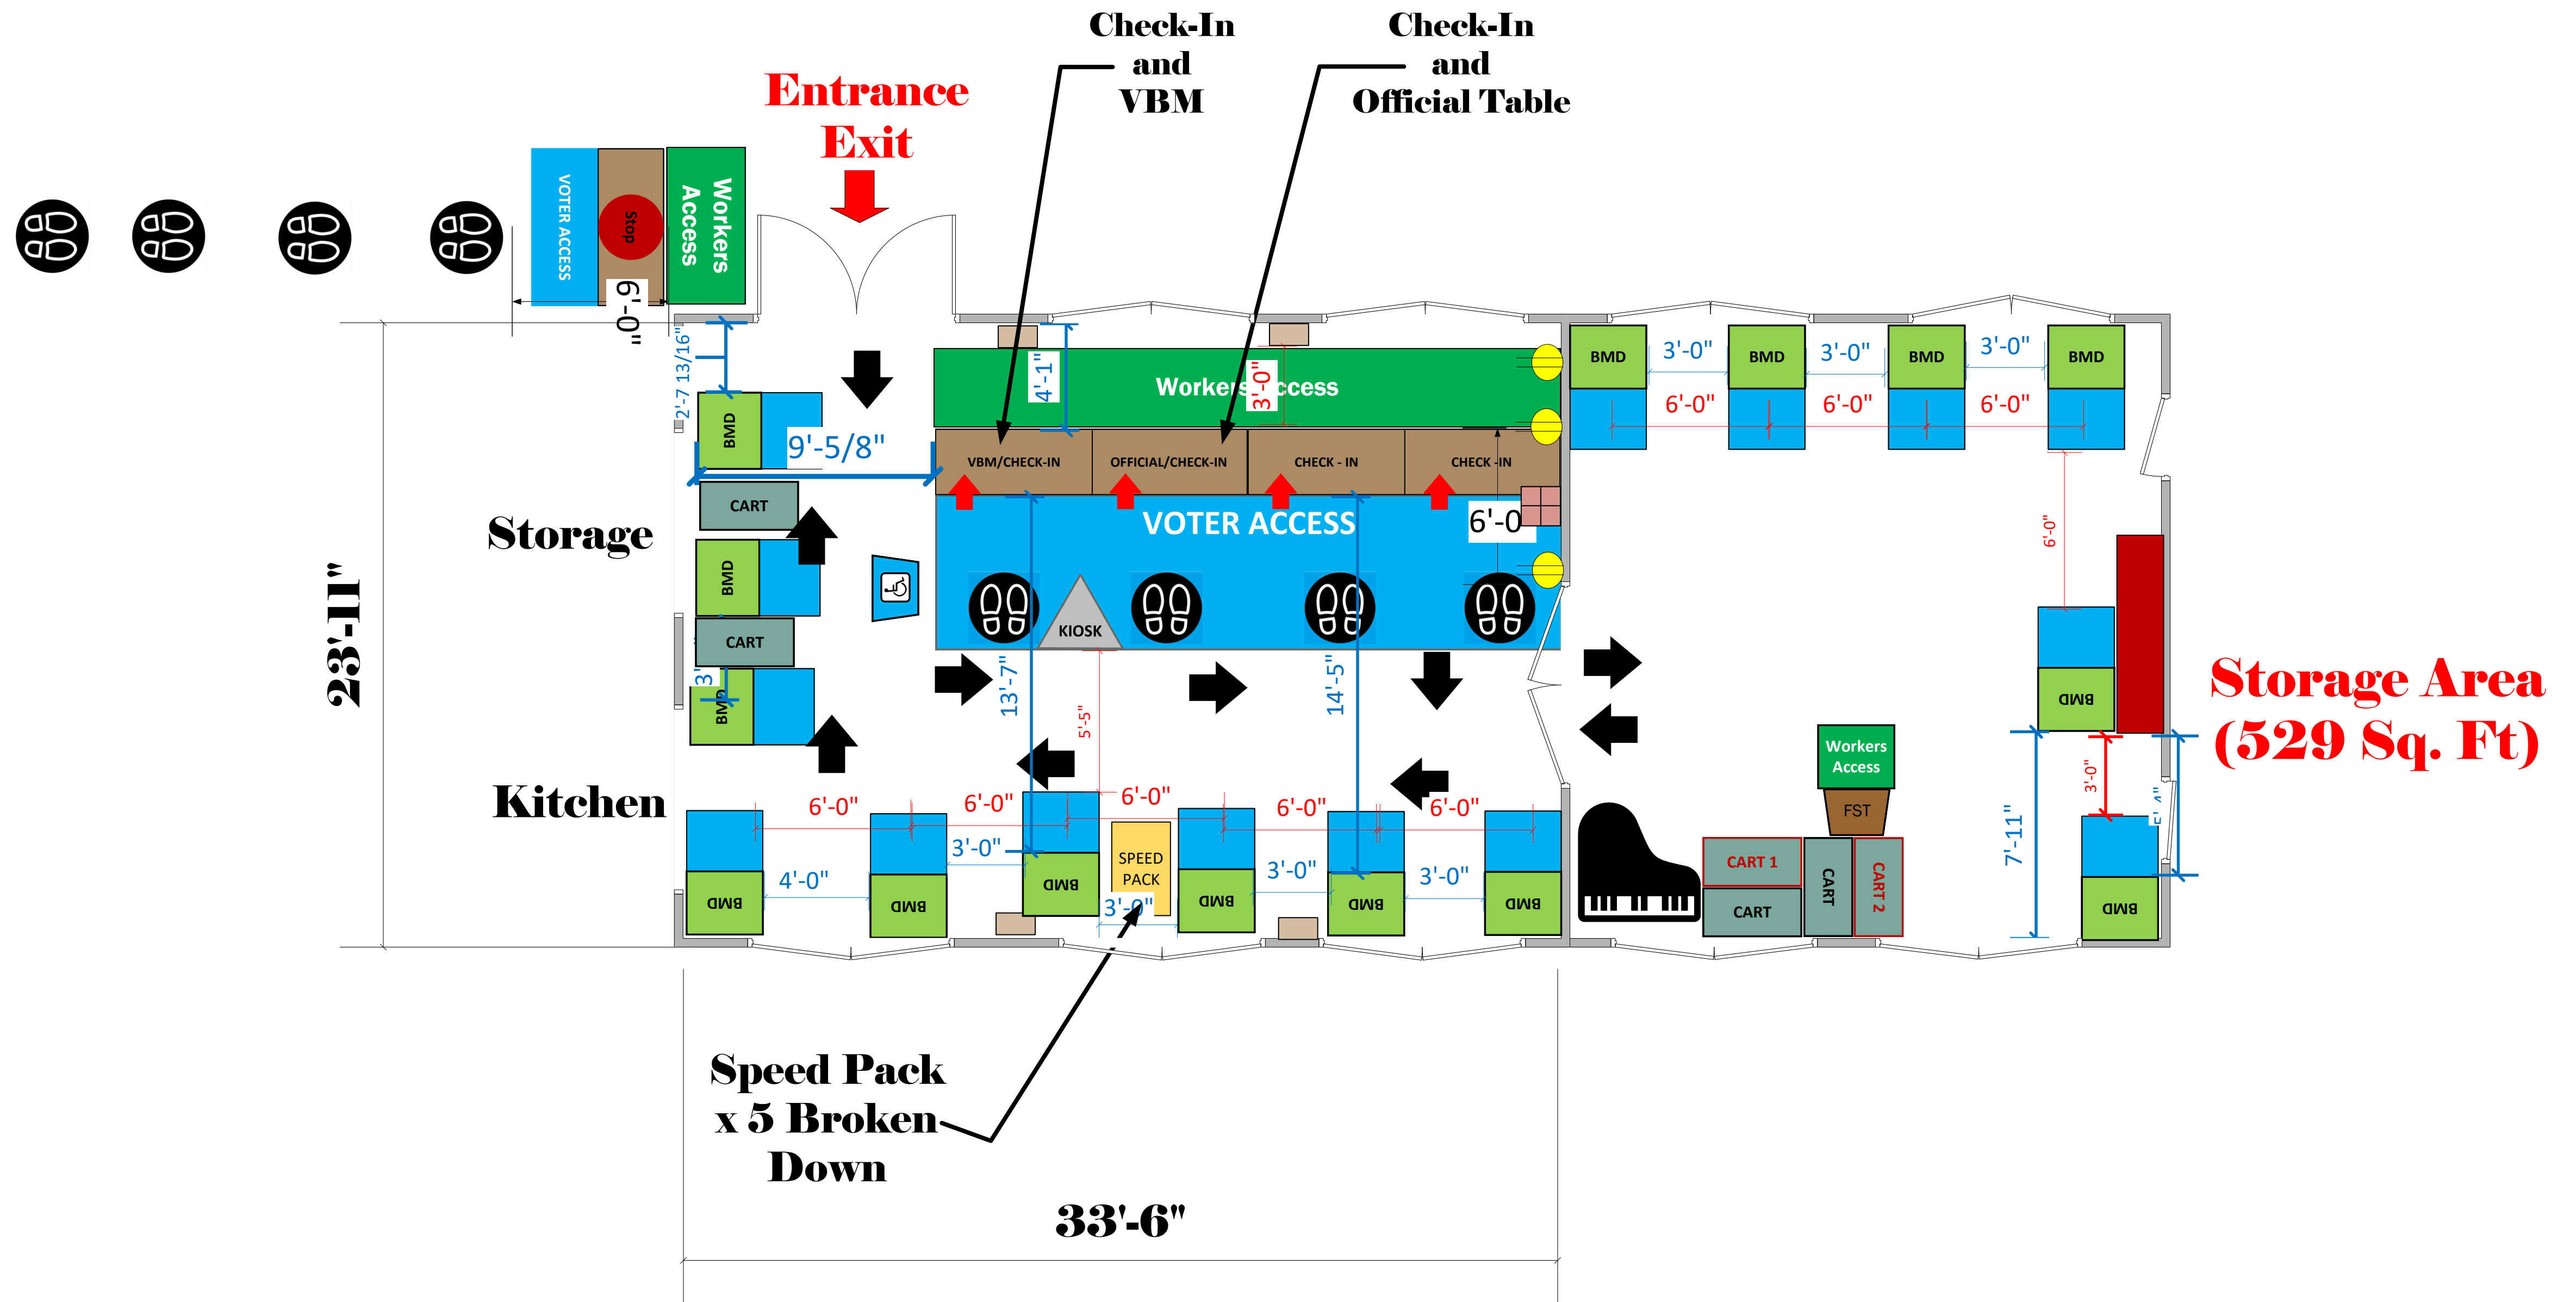 Check-In
and
VBM
Check-In
and
Official Table
Entrance
Exit
VOTER ACCESS
Stop
Workers
Access
6'-0"
2'-7 13/16"
4'-1"
Workers Access
3'-0"
BMD
3'-0"
BMD
3'-0"
BMD
3'-0"
BMD
6'-0"
6'-0"
6'-0"
BMD
9'-5/8"
VBM/CHECK-IN
OFFICIAL/CHECK-IN
CHECK - IN
CHECK -IN
CART
VOTER ACCESS
6'-0
6'-0"
Storage
BMD
KIOSK
CART
3'
BMD
13'-7"
14'-5"
5'-5"
23'-11"
BMD
Storage Area
(529 Sq. Ft)
Workers
Access
FST
3'-0"
7'-11"
Kitchen
6'-0"
6'-0"
6'-0"
6'-0"
6'-0"
4'-0"
3'-0"
SPEED
PACK
3'-0"
3'-0"
3'-0"
BMD
BMD
BMD
BMD
BMD
BMD
CART 1
CART
CART
CART 2
BMD
Speed Pack
x 5 Broken
Down
33'-6"